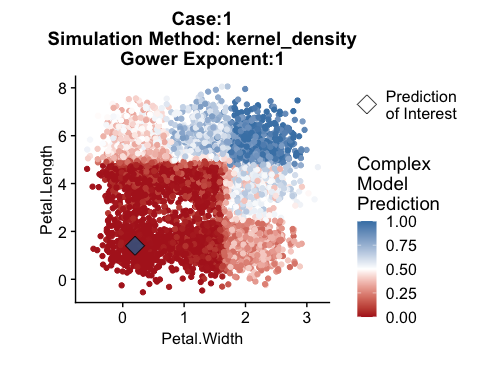 Case:1
Simulation Method: kernel_density
Gower Exponent:1
8
6
4
2
0
Petal.Length
0
1
2
3
Petal.Width
Prediction
of Interest
Complex
Model
Prediction
1.00
0.75
0.50
0.25
0.00